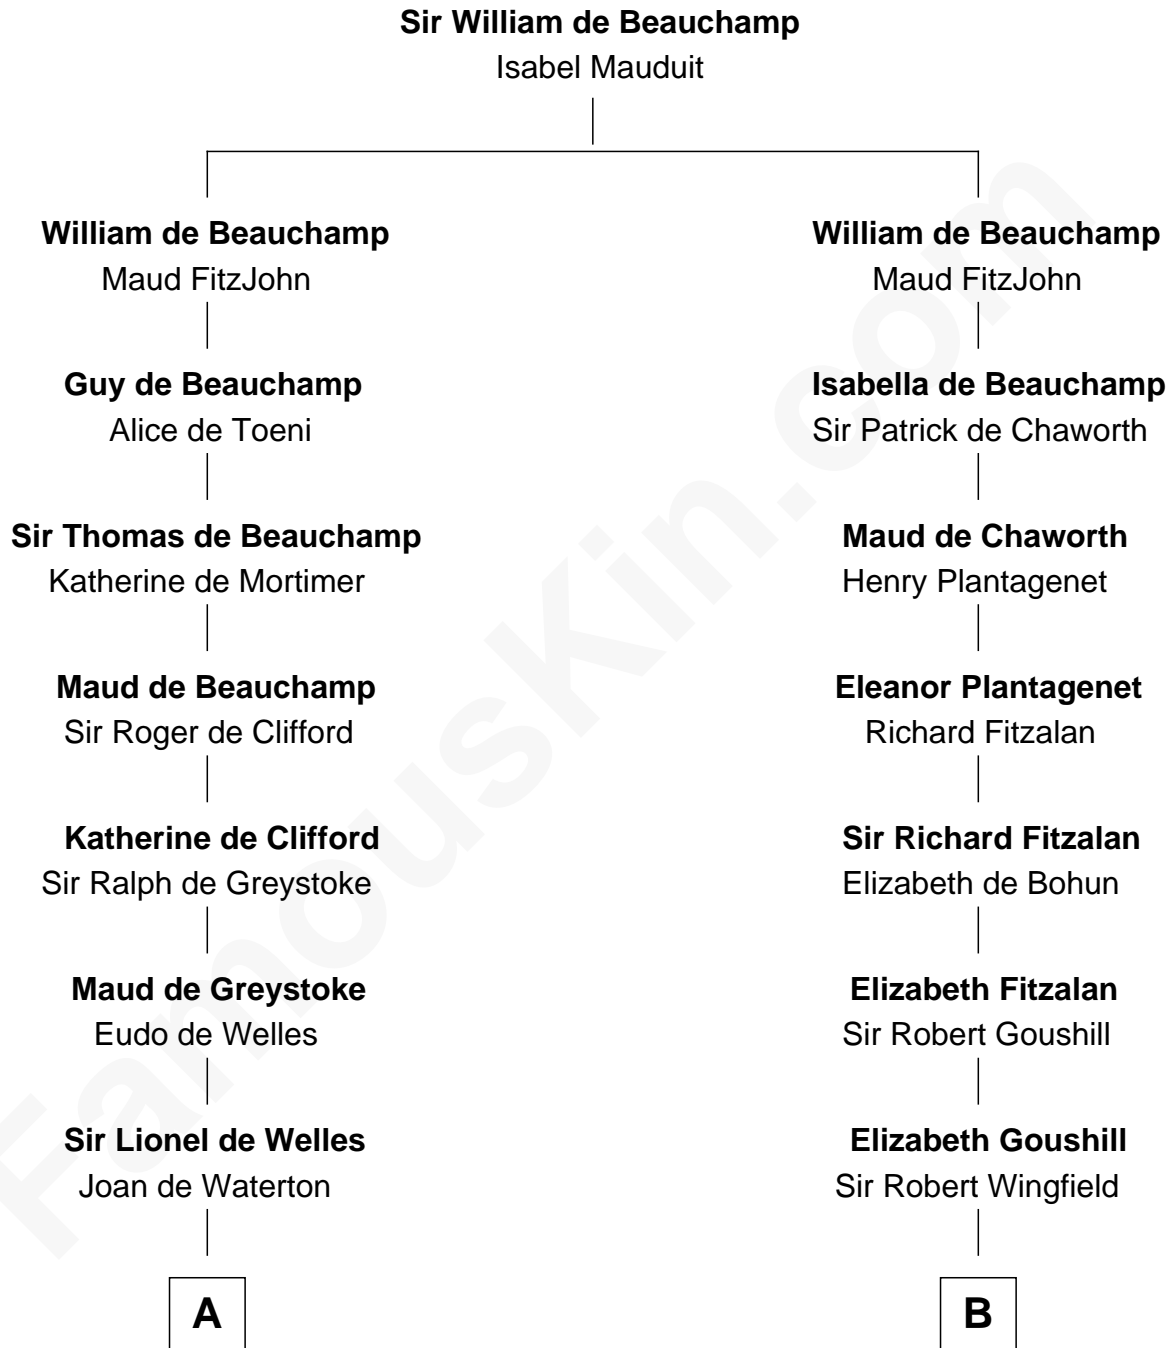 Sir William de Beauchamp
Isabel Mauduit
William de Beauchamp
Maud FitzJohn
Guy de Beauchamp
Alice de Toeni
Sir Thomas de Beauchamp
Katherine de Mortimer
Maud de Beauchamp
Sir Roger de Clifford
Katherine de Clifford
Sir Ralph de Greystoke
Maud de Greystoke
Eudo de Welles
Sir Lionel de Welles
Joan de Waterton
A
William de Beauchamp
Maud FitzJohn
Isabella de Beauchamp
Sir Patrick de Chaworth
Maud de Chaworth
Henry Plantagenet
Eleanor Plantagenet
Richard Fitzalan
Sir Richard Fitzalan
Elizabeth de Bohun
Elizabeth Fitzalan
Sir Robert Goushill
Elizabeth Goushill
Sir Robert Wingfield
B
FamousKin.com